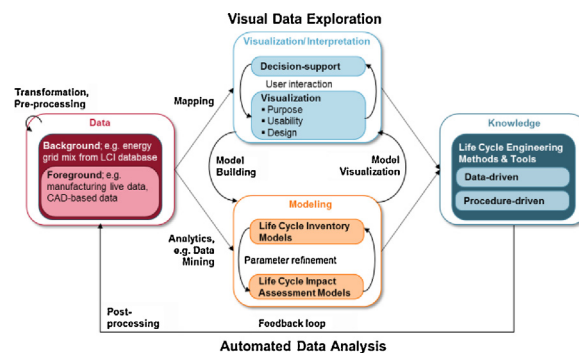 Visual Data Exploration
Visualization/Interpretation
Decision-support
User interaction
Visualization
▪ Purpose
▪ Usability
▪ Design
Transformation,
Pre-processing
Mapping
Data
Background; e.g. energy
grid mix from LCI database
Foreground; e.g.
manufacturing live data,
CAD-based data
Model
Building
Model
Visualization
Knowledge
Life Cycle Engineering
Methods & Tools
Data-driven
Procedure-driven
Modeling
Life Cycle Inventory
Models
Parameter refinement
Life Cycle Impact
Assessment Models
Analytics,
e.g. Data
Mining
Post-
processing
Feedback loop
Automated Data Analysis